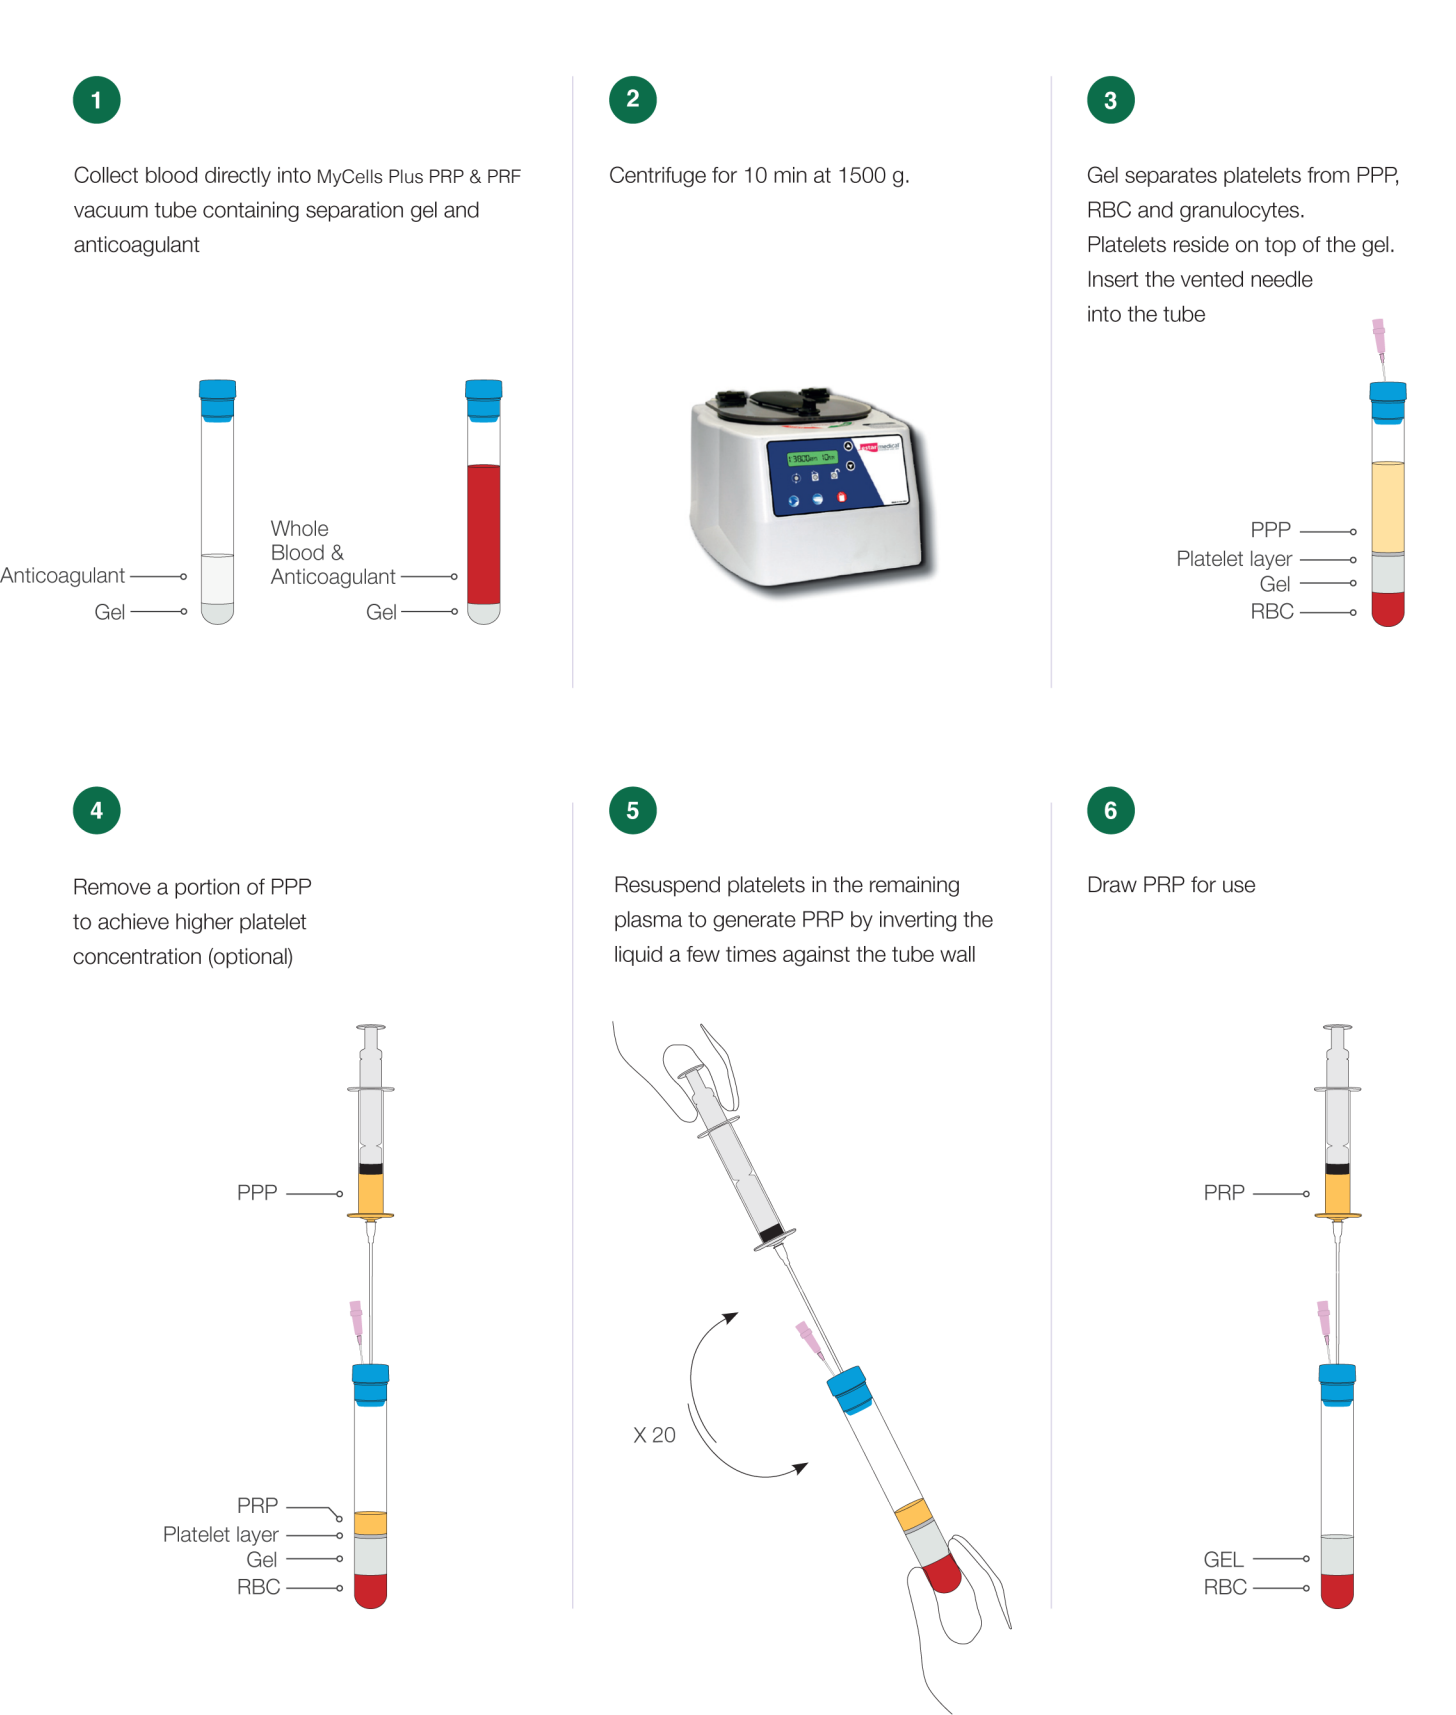 1
Collect blood directly into MyCells Plus PRP & PRF
vacuum tube containing separation gel and
anticoagulant
Anticoagulant
Gel
Whole
Blood &
Anticoagulant
Gel
2
Centrifuge for 10 min at 1500 g.
medical
3
Gel separates platelets from PPP,
RBC and granulocytes.
Platelets reside on top of the gel.
Insert the vented needle
into the tube
PPP
Platelet layer
Gel
RBC
4
Remove a portion of PPP
to achieve higher platelet
concentration (optional)
PPP
PRP
Platelet layer
Gel
RBC
5
Resuspend platelets in the remaining
plasma to generate PRP by inverting the
liquid a few times against the tube wall
X 20
6
Draw PRP for use
PRP
GEL
RBC